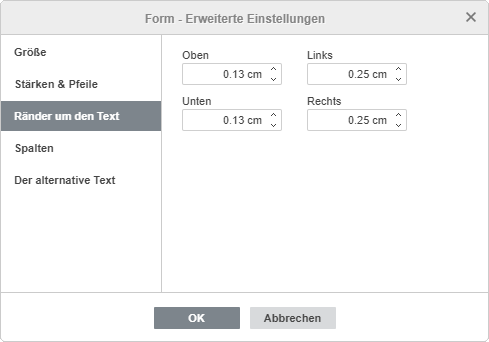 Form - Erweiterte Einstellungen
Größe
Stärken & Pfeile
Ränder um den Text
Spalten
Der alternative Text
Oben Links
0.13 cm 0.25 cm
Unten Rechts
0.13 cm 0.25 cm
OK Abbrechen